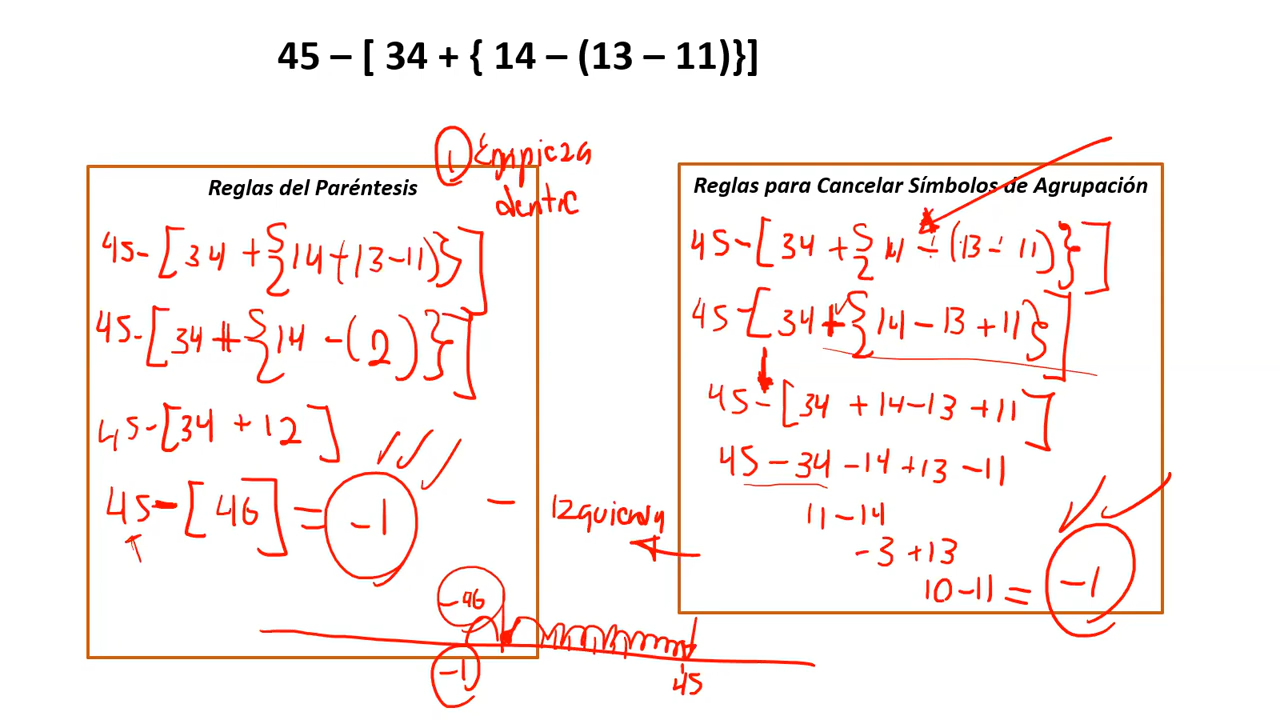 45 – [ 34 + { 14 – (13 – 11)}]
① Empieza
dentro
Reglas del Paréntesis
45-[34 + {14-(13-11)}]
45-[34 + {14 - (2)}]
45-[34 + 12]
45-[46] = -1
- Izquierda
-46
-1
45
Reglas para Cancelar Símbolos de Agrupación
45-[34 + {14 - (13 - 11)}]
45-[34 + {14 - 13 + 11}]
45 - [34 + 14 - 13 + 11]
45 - 34 - 14 + 13 - 11
11 - 14
-3 + 13
10 - 11 = -1